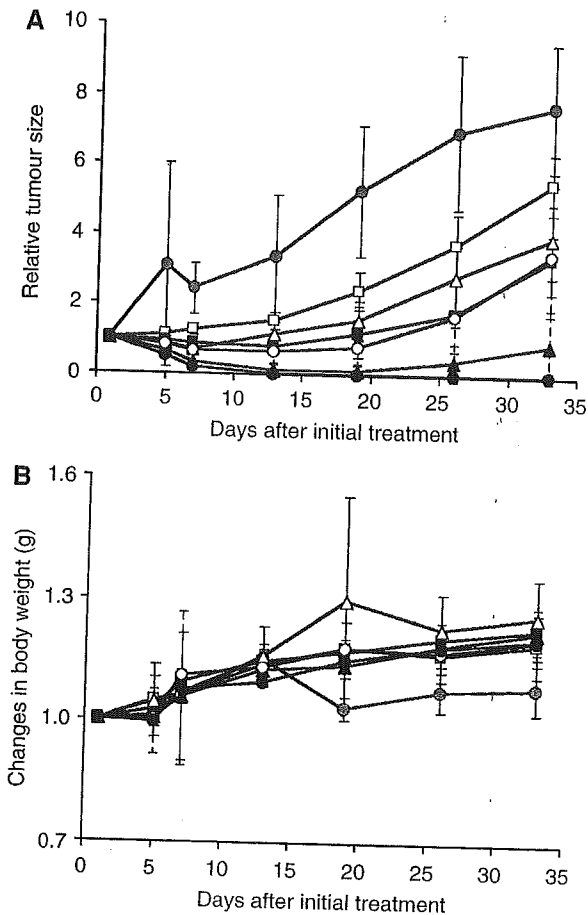 A
10
8
6
4
2
0
Relative tumour size
0 5 10 15 20 25 30 35
Days after initial treatment
B
1.6
1.3
1.0
0.7
Changes in body weight (g)
0 5 10 15 20 25 30 35
Days after initial treatment